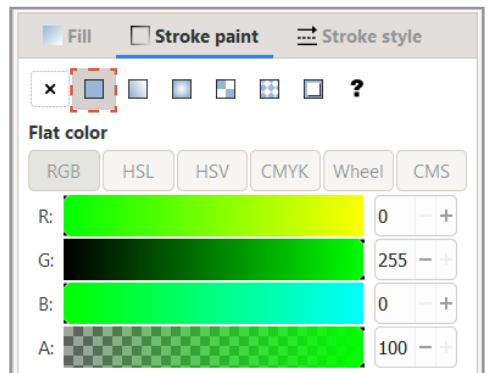 Fill Stroke paint Stroke style
× ?
Flat color
RGB HSL HSV CMYK Wheel CMS
R: 0 − +
G: 255 − +
B: 0 − +
A: 100 − +